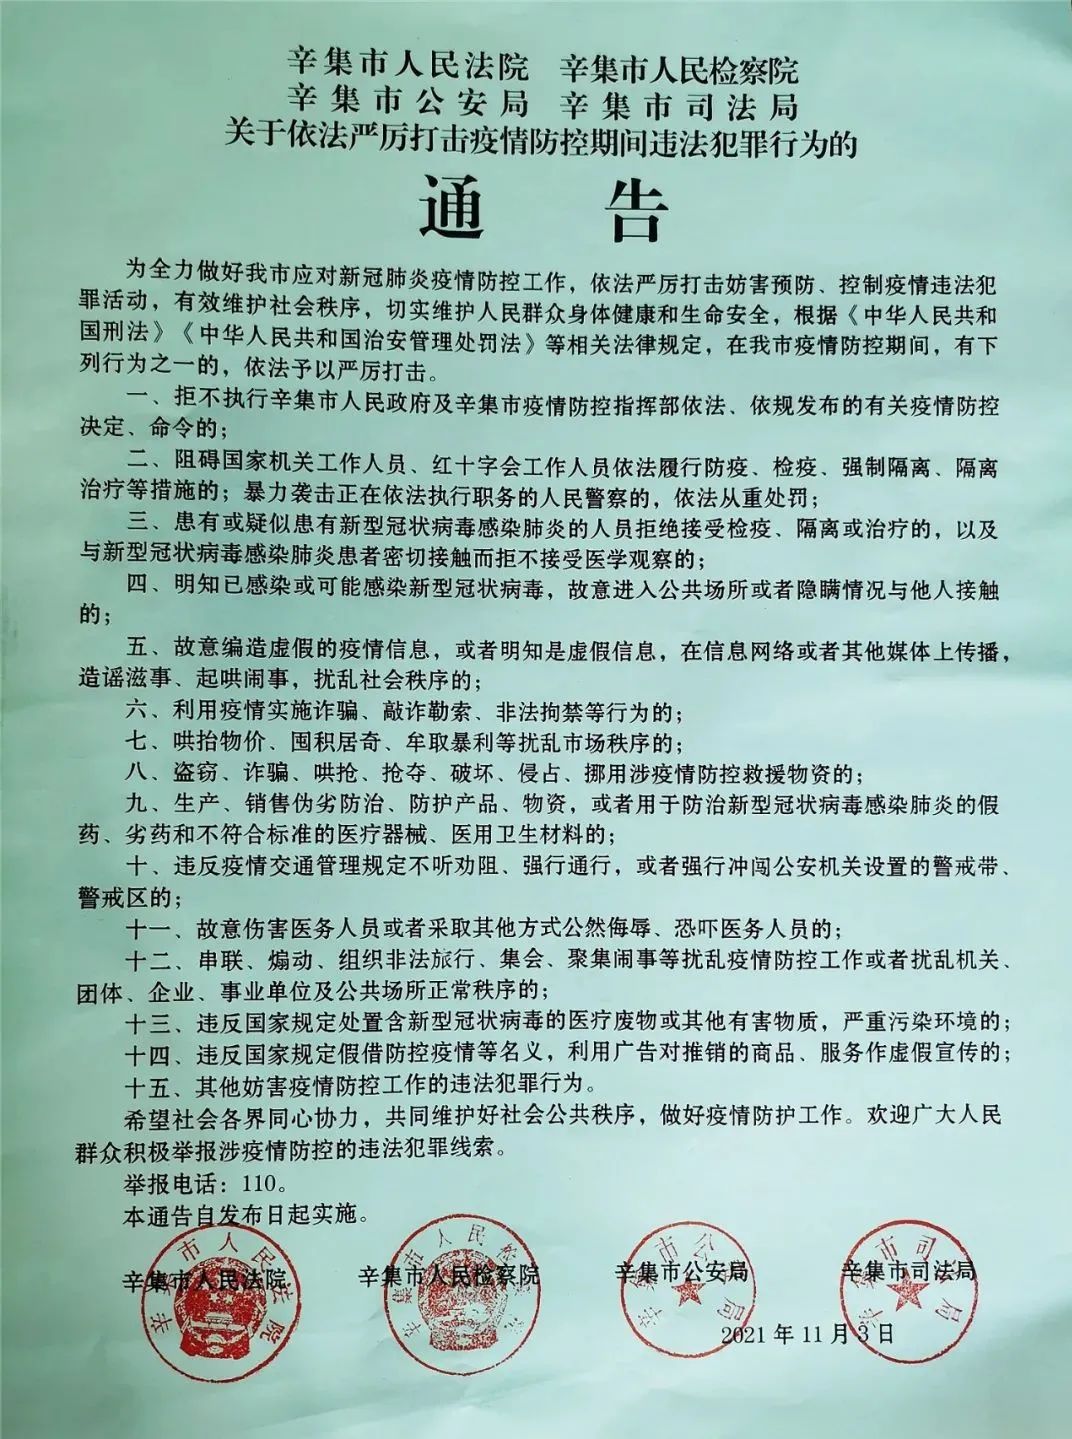 辛集市人民法院 辛集市人民检察院
辛集市公安局 辛集市司法局
关于依法严厉打击疫情防控期间违法犯罪行为的
通告
为全力做好我市应对新冠肺炎疫情防控工作，依法严厉打击妨害预防、控制疫情违法犯
罪活动，有效维护社会秩序，切实维护人民群众身体健康和生命安全，根据《中华人民共和
国刑法》《中华人民共和国治安管理处罚法》等相关法律规定，在我市疫情防控期间，有下
列行为之一的，依法予以严厉打击。
一、拒不执行辛集市人民政府及辛集市疫情防控指挥部依法、依规发布的有关疫情防控
决定、命令的；
二、阻碍国家机关工作人员、红十字会工作人员依法履行防疫、检疫、强制隔离、隔离
治疗等措施的；暴力袭击正在依法执行职务的人民警察的，依法从重处罚；
三、患有或疑似患有新型冠状病毒感染肺炎的人员拒绝接受检疫、隔离或治疗的，以及
与新型冠状病毒感染肺炎患者密切接触而拒不接受医学观察的；
四、明知已感染或可能感染新型冠状病毒，故意进入公共场所或者隐瞒情况与他人接触
的；
五、故意编造虚假的疫情信息，或者明知是虚假信息，在信息网络或者其他媒体上传播，
造谣滋事、起哄闹事，扰乱社会秩序的；
六、利用疫情实施诈骗、敲诈勒索、非法拘禁等行为的；
七、哄抬物价、囤积居奇、牟取暴利等扰乱市场秩序的；
八、盗窃、诈骗、哄抢、抢夺、破坏、侵占、挪用涉疫情防控救援物资的；
九、生产、销售伪劣防治、防护产品、物资，或者用于防治新型冠状病毒感染肺炎的假
药、劣药和不符合标准的医疗器械、医用卫生材料的；
十、违反疫情交通管理规定不听劝阻、强行通行，或者强行冲闯公安机关设置的警戒带、
警戒区的；
十一、故意伤害医务人员或者采取其他方式公然侮辱、恐吓医务人员的；
十二、串联、煽动、组织非法旅行、集会、聚集闹事等扰乱疫情防控工作或者扰乱机关、
团体、企业、事业单位及公共场所正常秩序的；
十三、违反国家规定处置含新型冠状病毒的医疗废物或其他有害物质，严重污染环境的；
十四、违反国家规定假借防控疫情等名义，利用广告对推销的商品、服务作虚假宣传的；
十五、其他妨害疫情防控工作的违法犯罪行为。
希望社会各界同心协力，共同维护好社会公共秩序，做好疫情防护工作。欢迎广大人民
群众积极举报涉疫情防控的违法犯罪线索。
举报电话：110。
本通告自发布日起实施。
辛集市人民法院 辛集市人民检察院 辛集市公安局 辛集市司法局
2021年11月3日